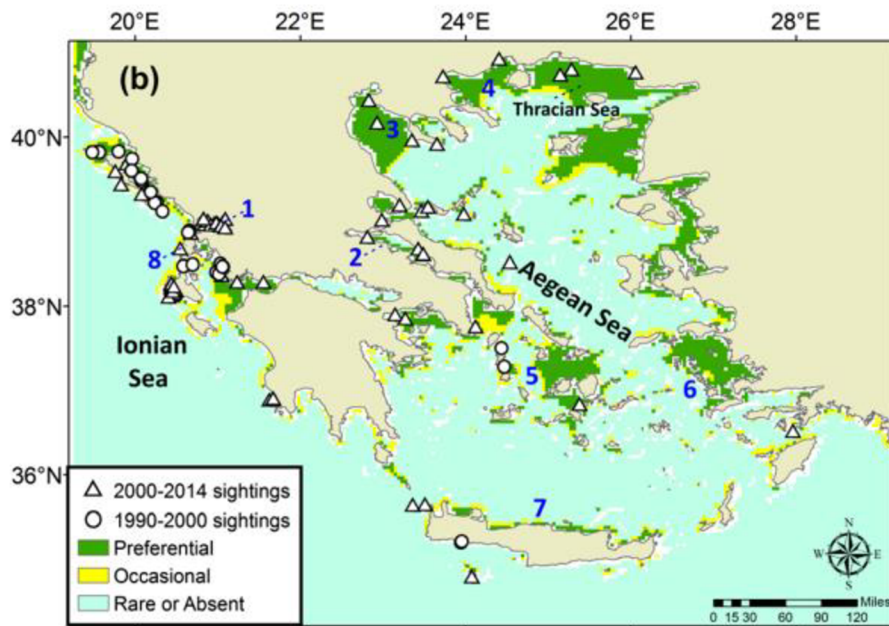 20°E 22°E 24°E 26°E 28°E
(b)
4
Thracian Sea
3
40°N
1
2
8
38°N
Aegean Sea
Ionian
Sea
5
6
36°N
7
2000-2014 sightings
1990-2000 sightings
Preferential
Occasional
Rare or Absent
N
W E
S
Miles
0 15 30 60 90 120